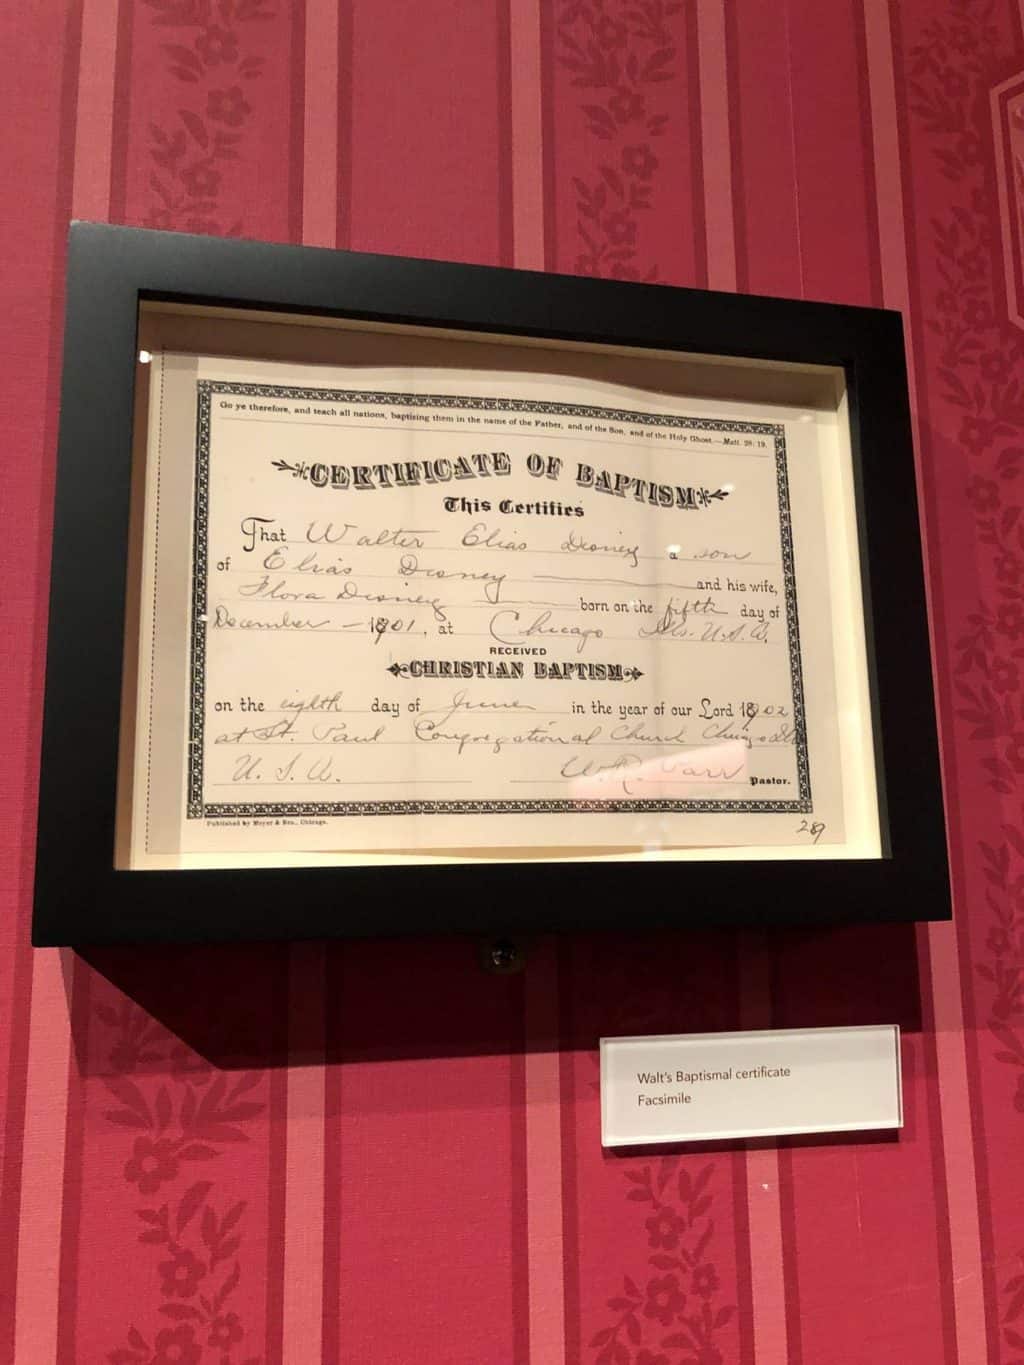 Go ye therefore, and teach all nations, baptising them in the name of the Father, and of the Son, and of the Holy Ghost.—Matt. 28: 19.
CERTIFICATE OF BAPTISM
This Certifies
That Walter Elias Disney a son
of Elias Disney and his wife,
Flora Disney born on the fifth day of
December - 1901, at Chicago Ills. U.S.A.
RECEIVED
CHRISTIAN BAPTISM
on the eighth day of June in the year of our Lord 1902
at St. Paul Congregational Church Chicago Ills
U.S.A. W.R. Parr Pastor.
Published by Meyer & Bro., Chicago.
289
Walt's Baptismal certificate
Facsimile